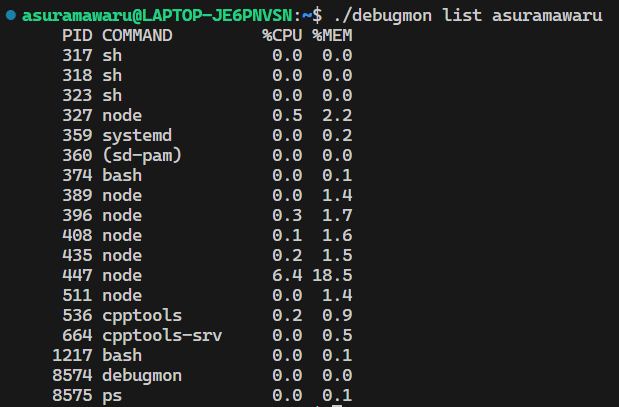 asuramawaru@LAPTOP-JE6PNVSN:~$ ./debugmon list asuramawaru
PID COMMAND %CPU %MEM
317 sh 0.0 0.0
318 sh 0.0 0.0
323 sh 0.0 0.0
327 node 0.5 2.2
359 systemd 0.0 0.2
360 (sd-pam) 0.0 0.0
374 bash 0.0 0.1
389 node 0.0 1.4
396 node 0.3 1.7
408 node 0.1 1.6
435 node 0.2 1.5
447 node 6.4 18.5
511 node 0.0 1.4
536 cpptools 0.2 0.9
664 cpptools-srv 0.0 0.5
1217 bash 0.0 0.1
8574 debugmon 0.0 0.0
8575 ps 0.0 0.1